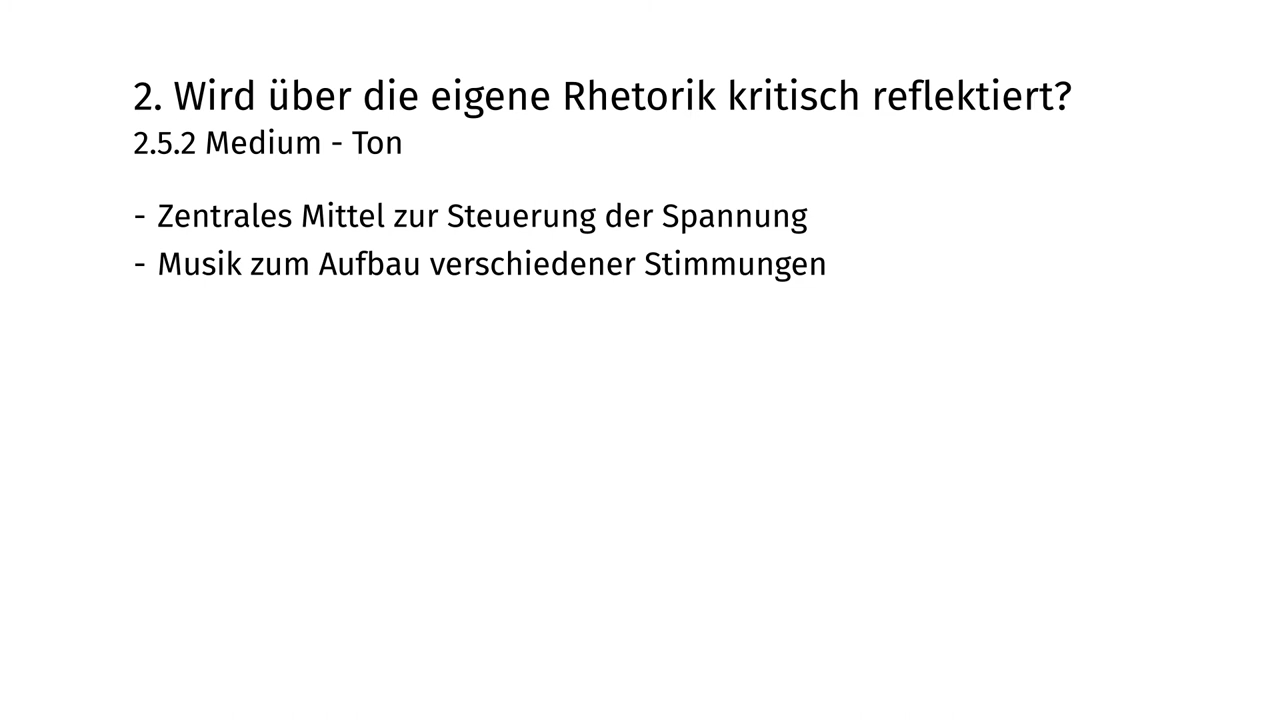 2. Wird über die eigene Rhetorik kritisch reflektiert?
2.5.2 Medium - Ton
- Zentrales Mittel zur Steuerung der Spannung
- Musik zum Aufbau verschiedener Stimmungen